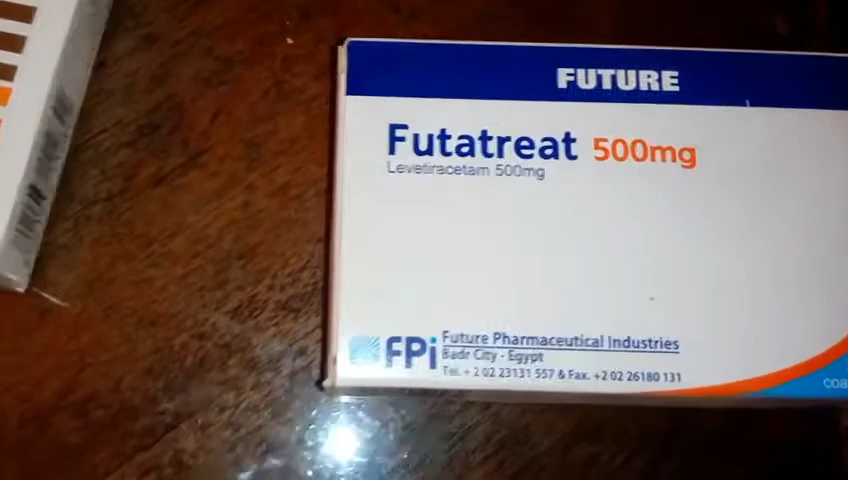 FUTURE
Futatreat 500mg
Levetiracetam 500mg
FPi
Future Pharmaceutical Industries
Badr City - Egypt
Tel. + 2 02 23131 557 & Fax. +2 02 26180 131
coa